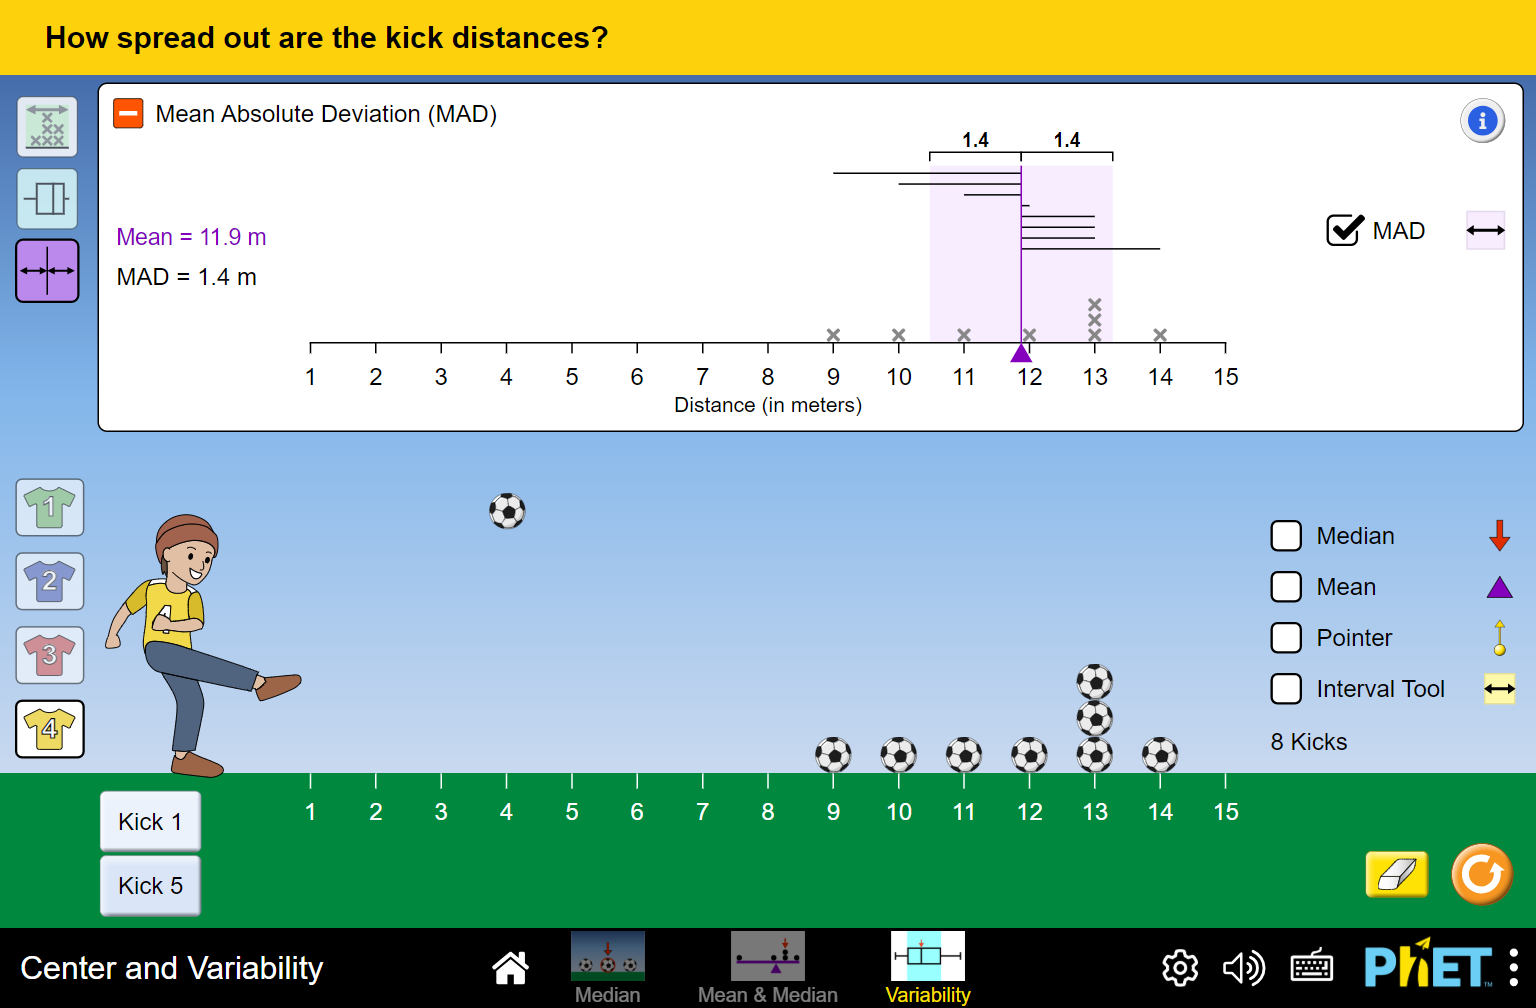 How spread out are the kick distances?
Mean Absolute Deviation (MAD)
1.4 1.4
Mean = 11.9 m
MAD = 1.4 m
MAD
1 2 3 4 5 6 7 8 9 10 11 12 13 14 15
Distance (in meters)
1
2
3
4
4
Median
Mean
Pointer
Interval Tool
8 Kicks
1 2 3 4 5 6 7 8 9 10 11 12 13 14 15
Kick 1
Kick 5
Center and Variability
Median
Mean & Median
Variability
PhET